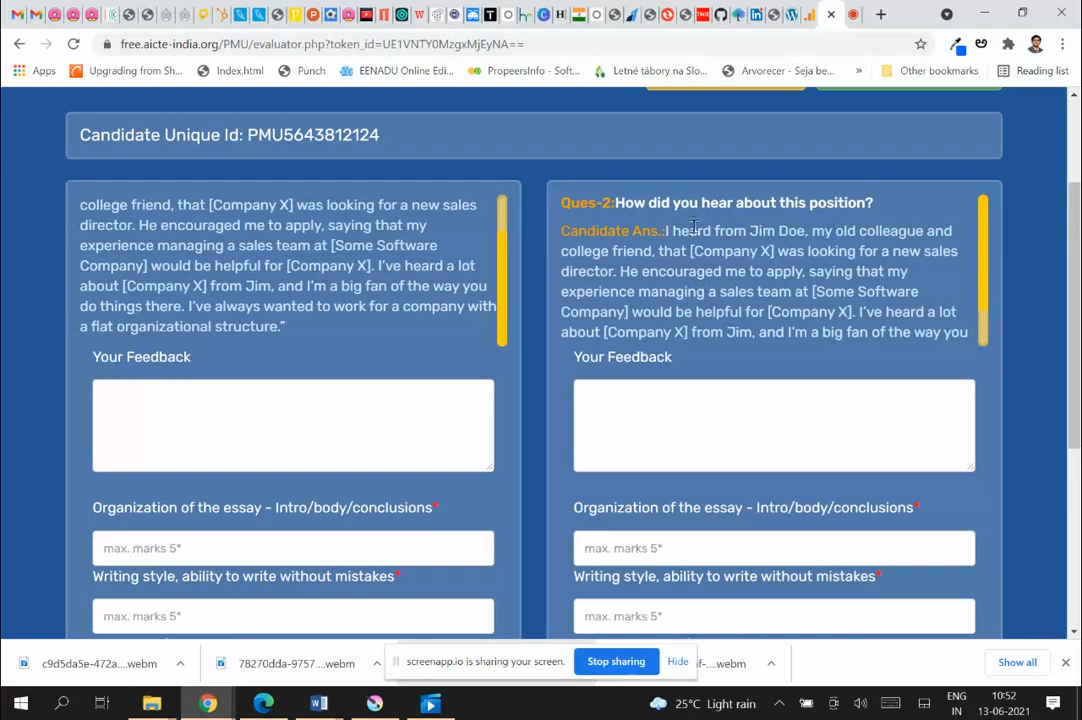 free.aicte-india.org/PMU/evaluator.php?token_id=UE1VNTY0MzgxMjEyNA==
Apps
Upgrading from Sh...
Index.html
Punch
EENADU Online Edi...
PropeersInfo - Soft...
Letné tábory na Slo...
Arvorecer - Seja be...
»
Other bookmarks
Reading list
Candidate Unique Id: PMU5643812124
college friend, that [Company X] was looking for a new sales
director. He encouraged me to apply, saying that my
experience managing a sales team at [Some Software
Company] would be helpful for [Company X]. I've heard a lot
about [Company X] from Jim, and I'm a big fan of the way you
do things there. I've always wanted to work for a company with
a flat organizational structure."
Your Feedback
Organization of the essay - Intro/body/conclusions*
max. marks 5*
Writing style, ability to write without mistakes*
max. marks 5*
Ques-2:How did you hear about this position?
Candidate Ans.:I heard from Jim Doe, my old colleague and
college friend, that [Company X] was looking for a new sales
director. He encouraged me to apply, saying that my
experience managing a sales team at [Some Software
Company] would be helpful for [Company X]. I've heard a lot
about [Company X] from Jim, and I'm a big fan of the way you
Your Feedback
Organization of the essay - Intro/body/conclusions*
max. marks 5*
Writing style, ability to write without mistakes*
max. marks 5*
c9d5da5e-472a....webm
78270dda-9757....webm
screenapp.io is sharing your screen.
Stop sharing
Hide
f-....webm
Show all
25°C Light rain
ENG
IN
10:52
13-06-2021